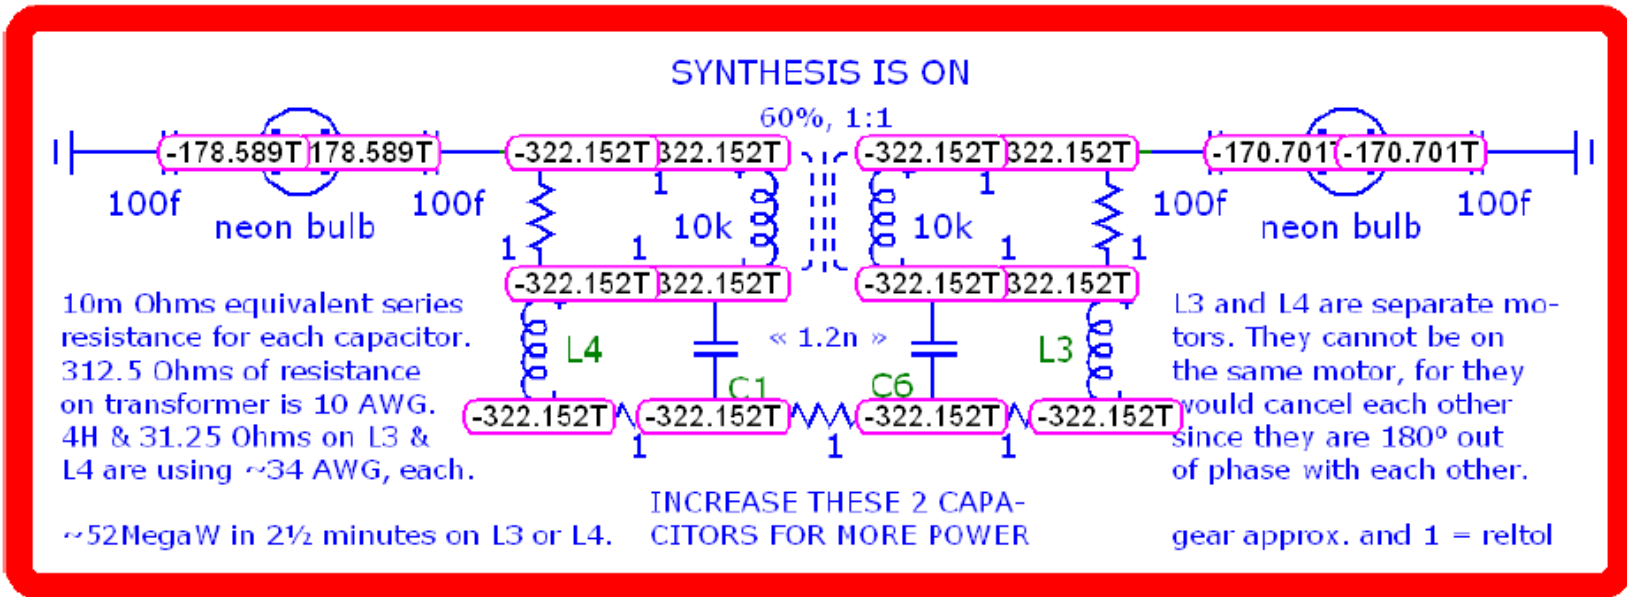 SYNTHESIS IS ON
60%, 1:1
-178.589T 178.589T -322.152T 322.152T -322.152T 322.152T -170.701T -170.701T
100f 100f 1 1 100f 100f
neon bulb 10k 10k neon bulb
1 1 1 1
-322.152T 322.152T -322.152T 322.152T
10m Ohms equivalent series
resistance for each capacitor.
312.5 Ohms of resistance
on transformer is 10 AWG.
4H & 31.25 Ohms on L3 &
L4 are using ~34 AWG, each.
L4 « 1.2n » L3
C1 C6
-322.152T -322.152T -322.152T -322.152T
1 1 1
L3 and L4 are separate mo-
tors. They cannot be on
the same motor, for they
would cancel each other
since they are 180º out
of phase with each other.
~52MegaW in 2½ minutes on L3 or L4.
INCREASE THESE 2 CAPA-
CITORS FOR MORE POWER
gear approx. and 1 = reltol